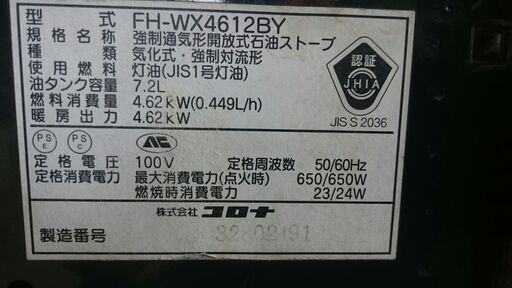 型式 FH-WX4612BY
規格名称 強制通気形開放式石油ストーブ
気化式・強制対流形
使用燃料 灯油(JIS1号灯油)
油タンク容量 7.2L
燃料消費量 4.62kW(0.449L/h)
暖房出力 4.62kW
認証
JHIA
JIS S 2036
PS E PS C
定格電圧 100V 定格周波数 50/60Hz
定格消費電力 最大消費電力(点火時) 650/650W
燃焼時消費電力 23/24W
株式会社コロナ
製造番号